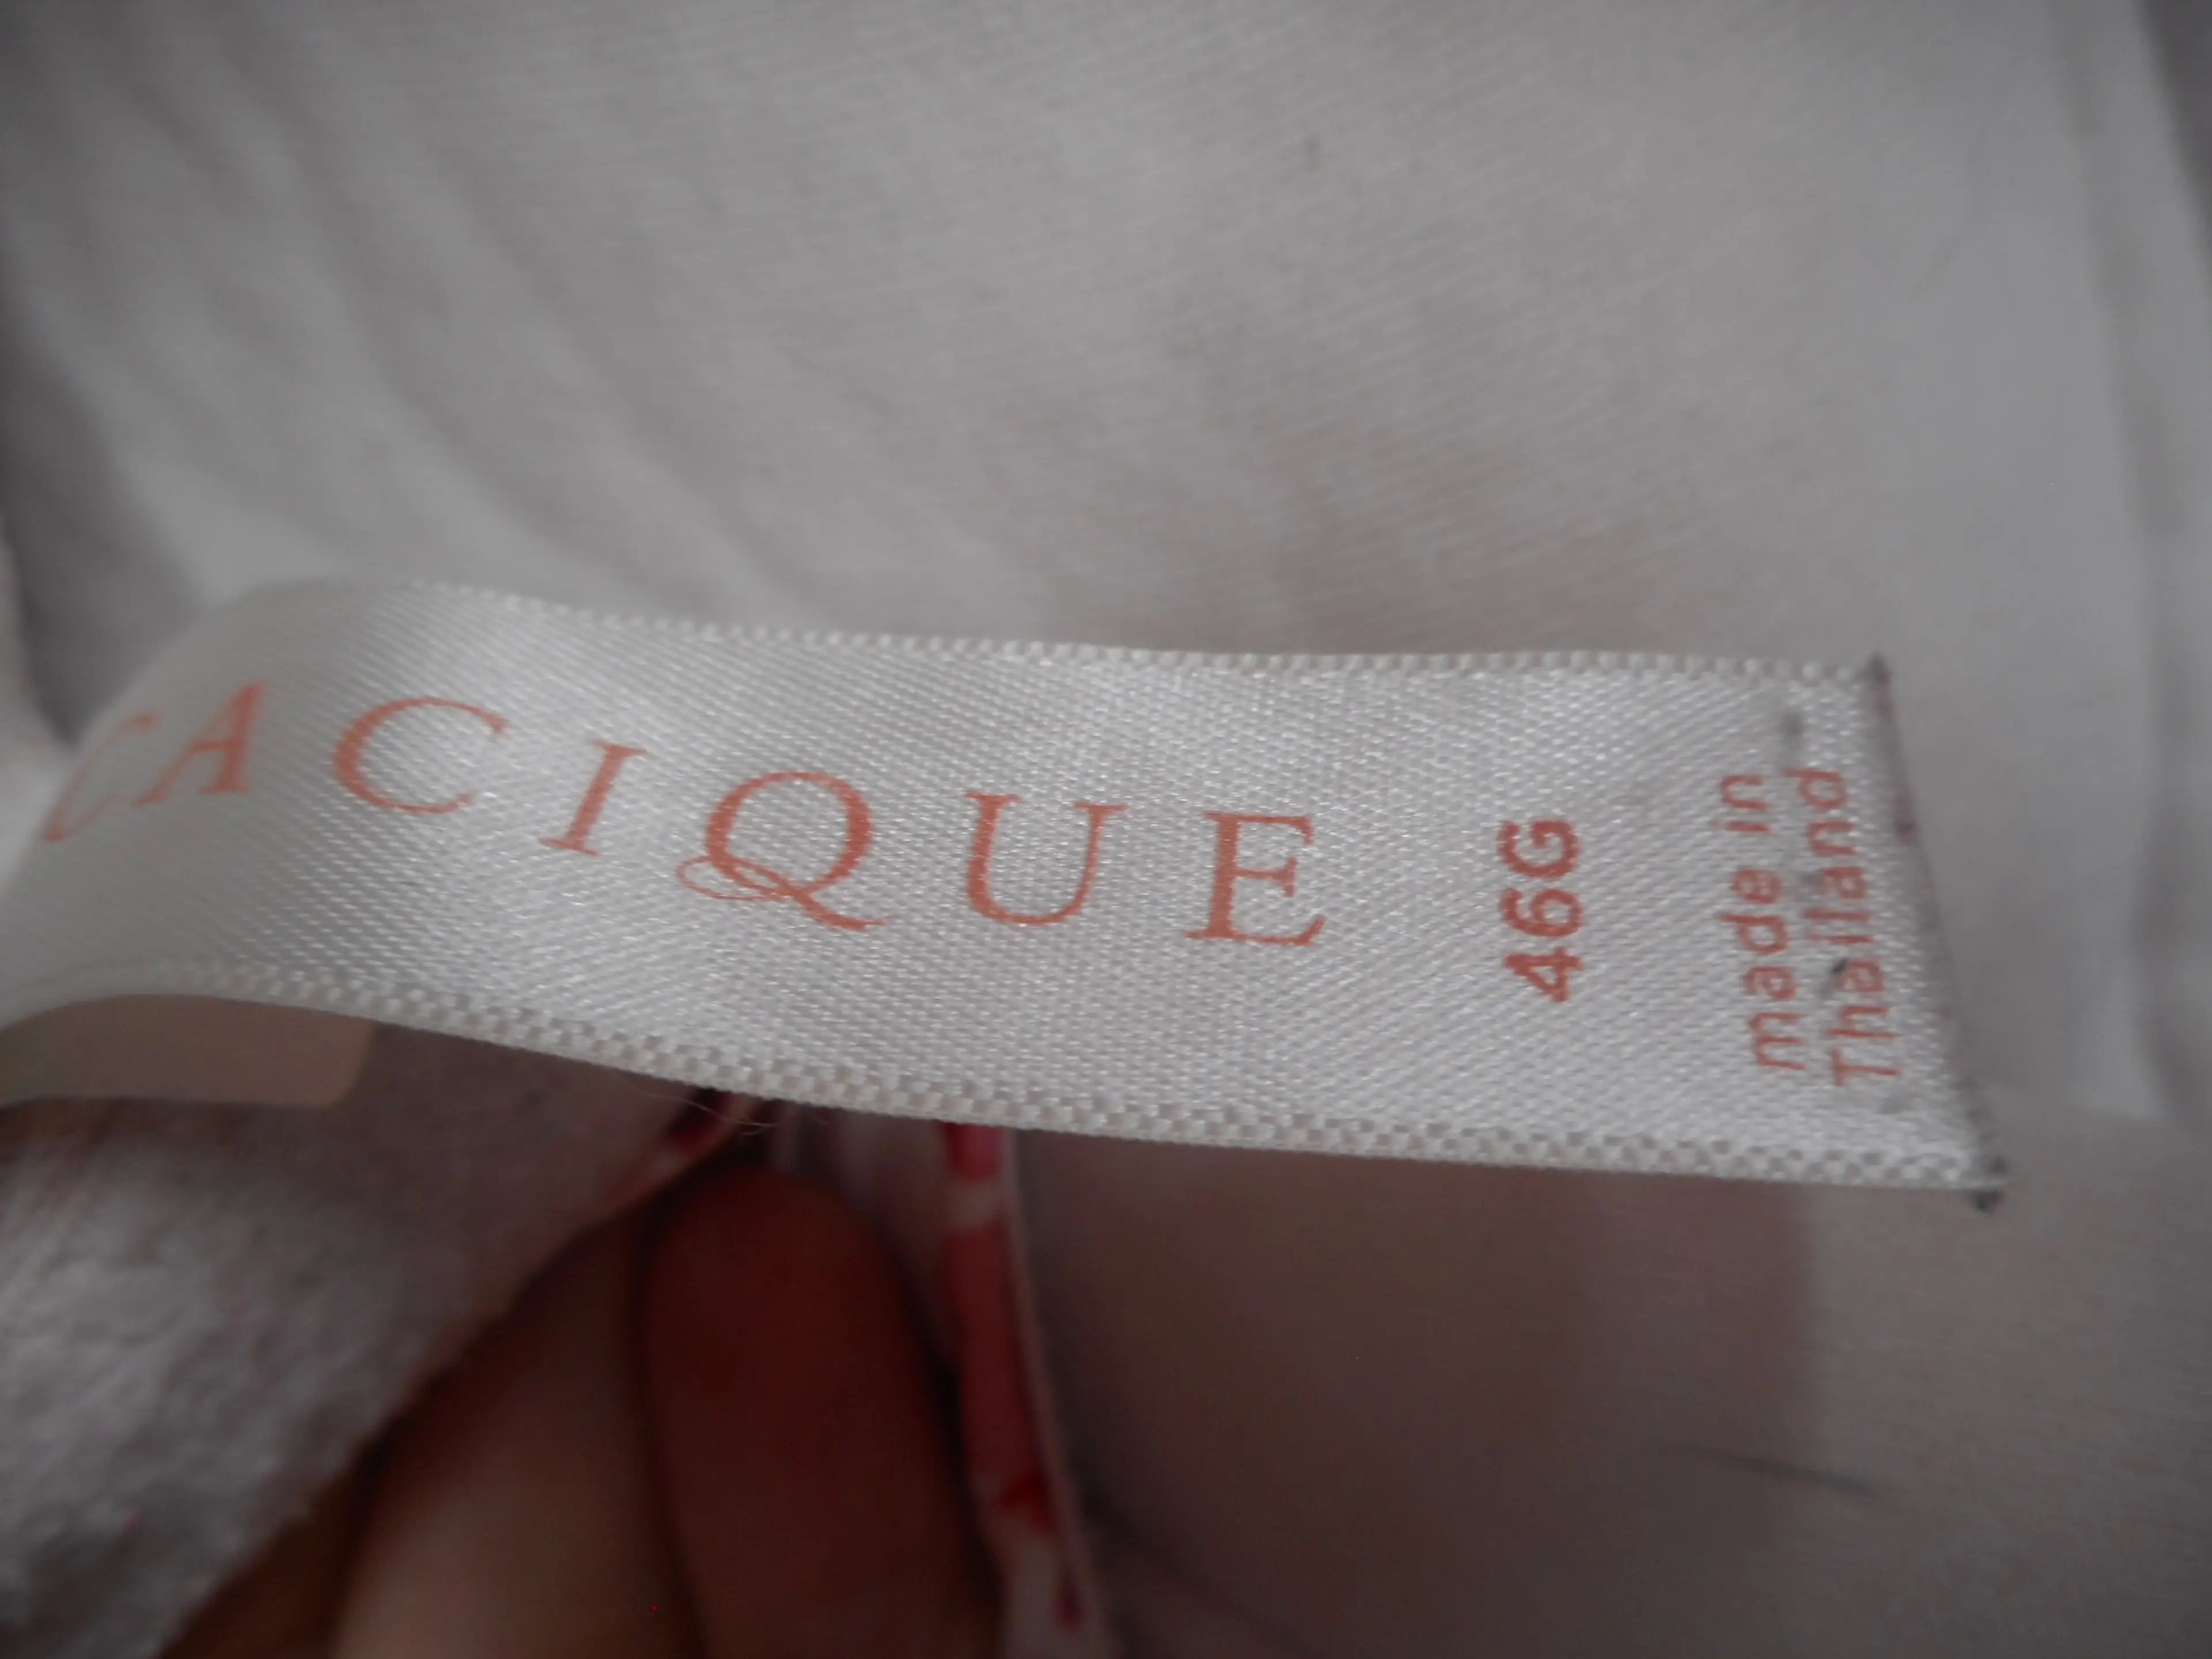 CACIQUE
46G
made in
Thailand